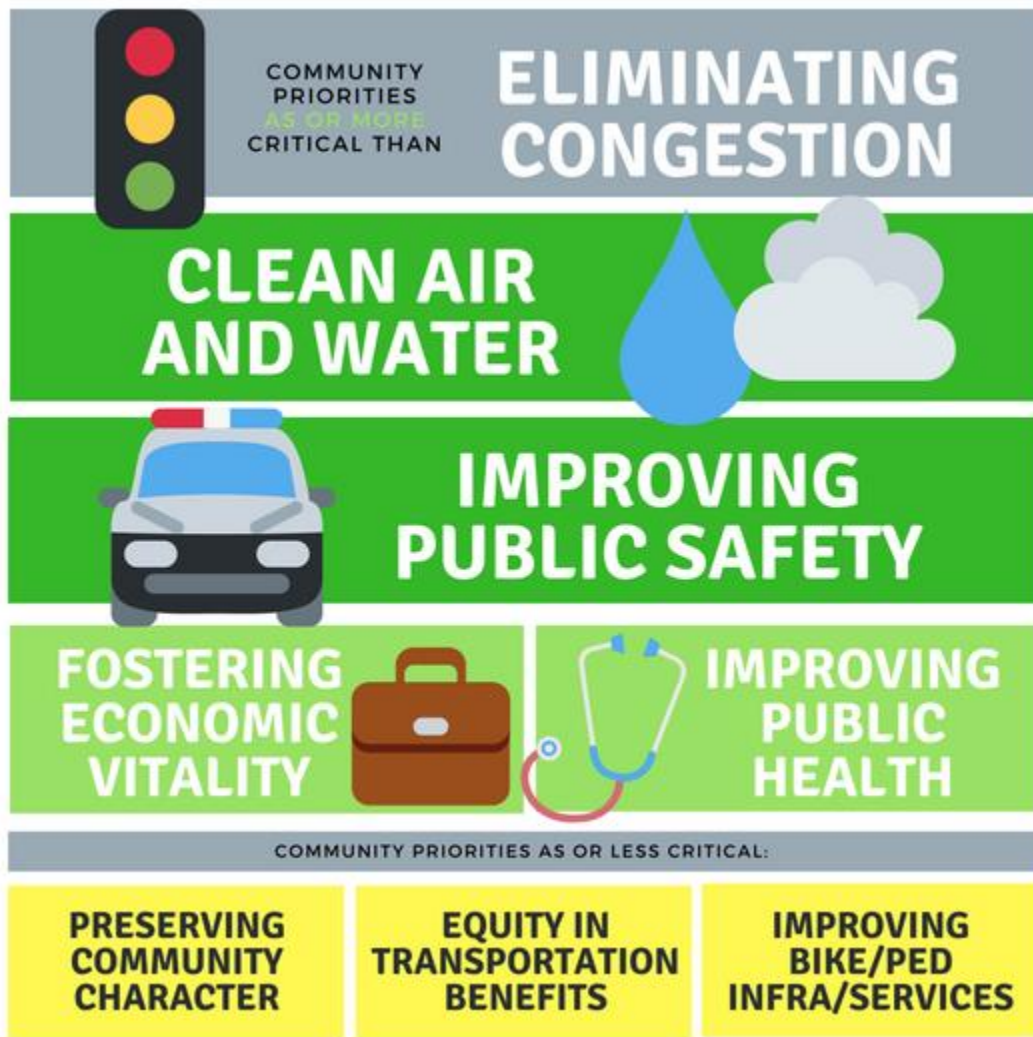 COMMUNITY
PRIORITIES
AS OR MORE
CRITICAL THAN
ELIMINATING
CONGESTION
CLEAN AIR
AND WATER
IMPROVING
PUBLIC SAFETY
FOSTERING
ECONOMIC
VITALITY
IMPROVING
PUBLIC
HEALTH
COMMUNITY PRIORITIES AS OR LESS CRITICAL:
PRESERVING
COMMUNITY
CHARACTER
EQUITY IN
TRANSPORTATION
BENEFITS
IMPROVING
BIKE/PED
INFRA/SERVICES